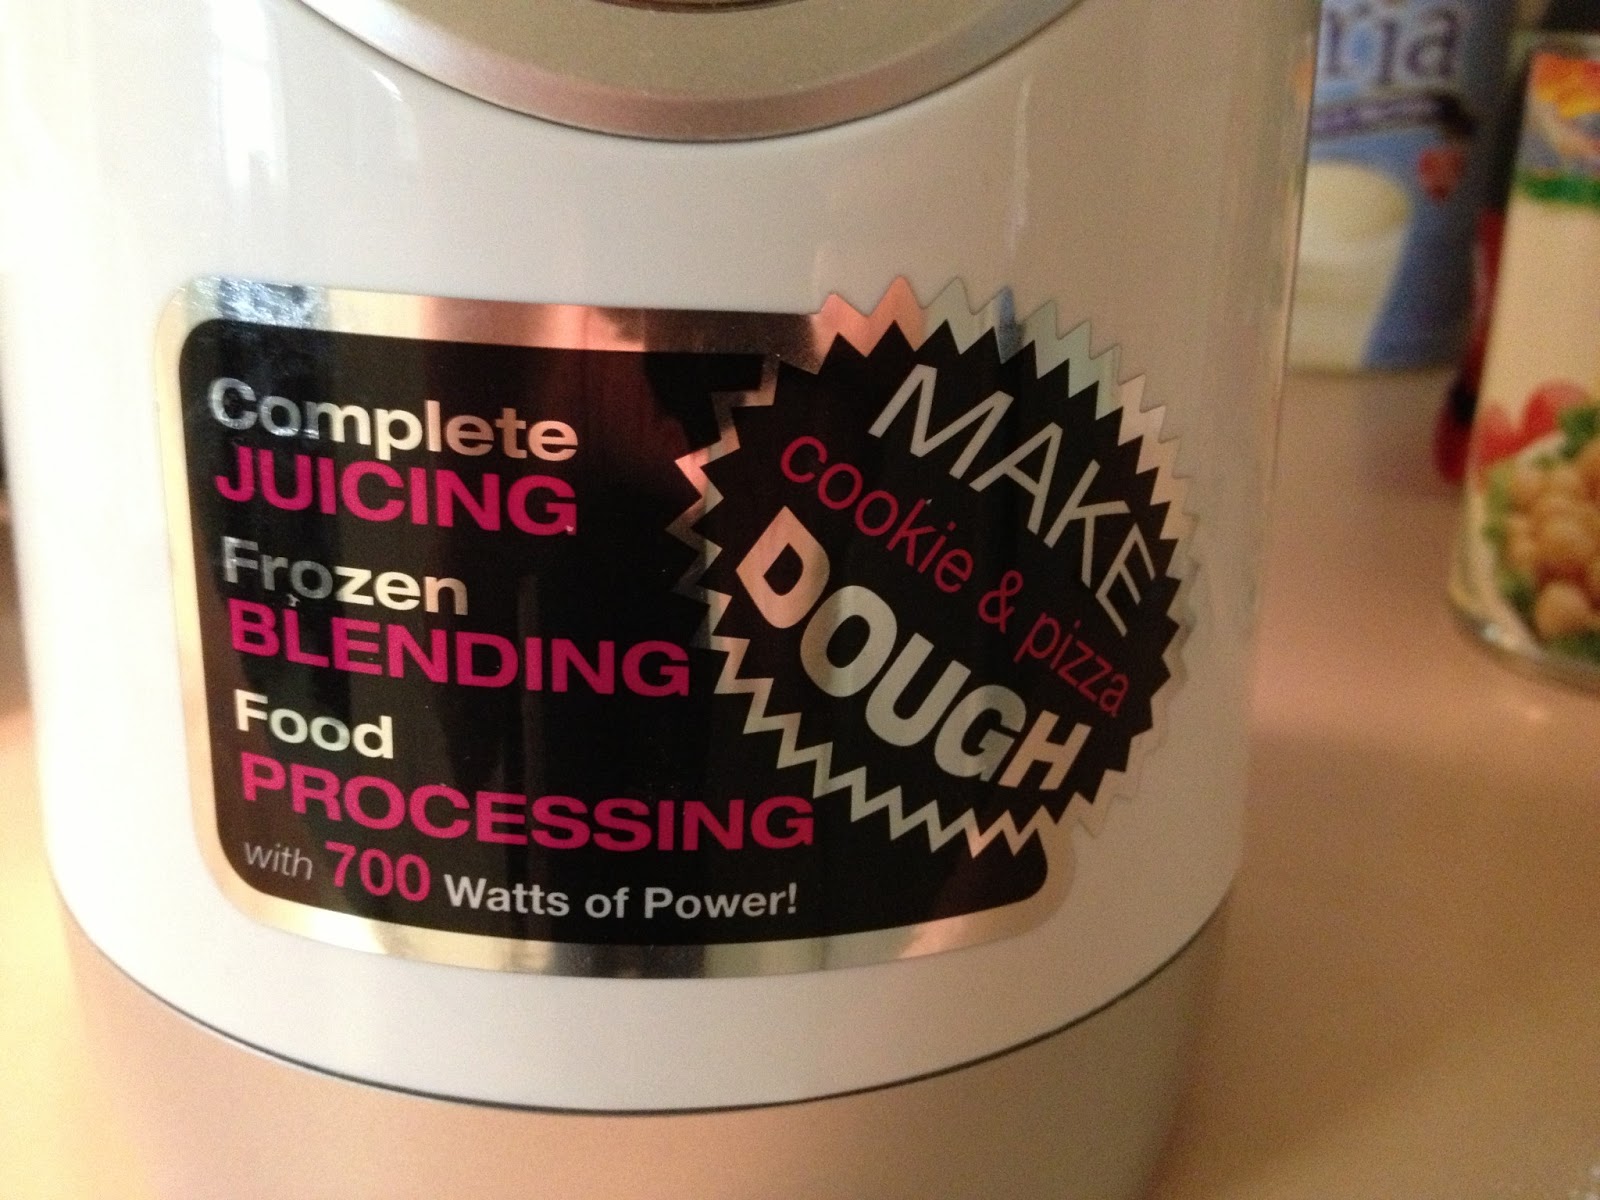 Complete
JUICING
Frozen
BLENDING
Food
PROCESSING
with 700 Watts of Power!
MAKE
cookie & pizza
DOUGH